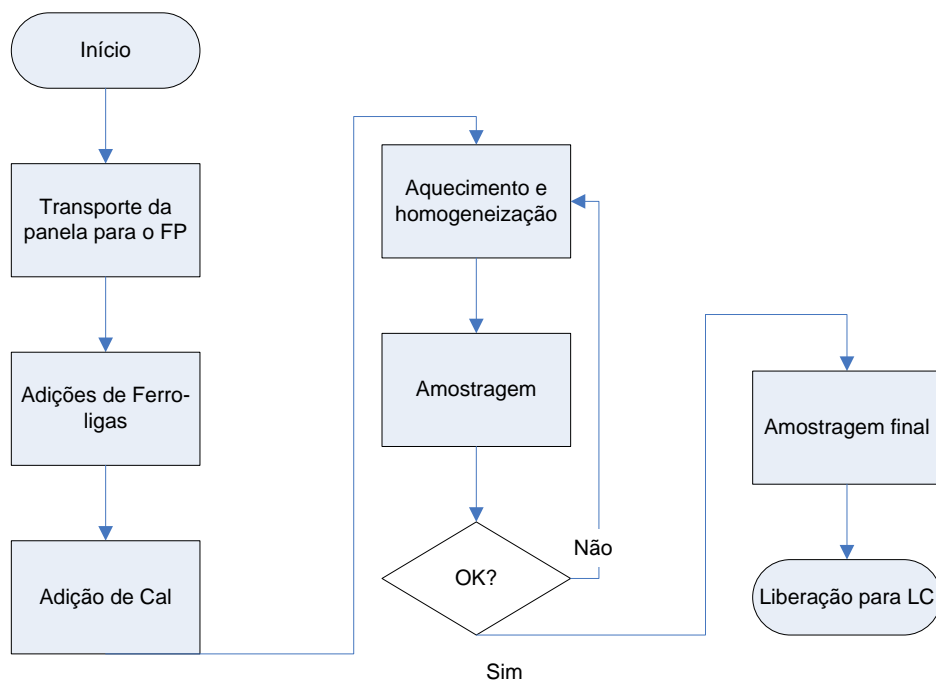 Início
Transporte da
panela para o FP
Adições de Ferro-
ligas
Adição de Cal
Aquecimento e
homogeneização
Amostragem
OK?
Não
Sim
Amostragem final
Liberação para LC